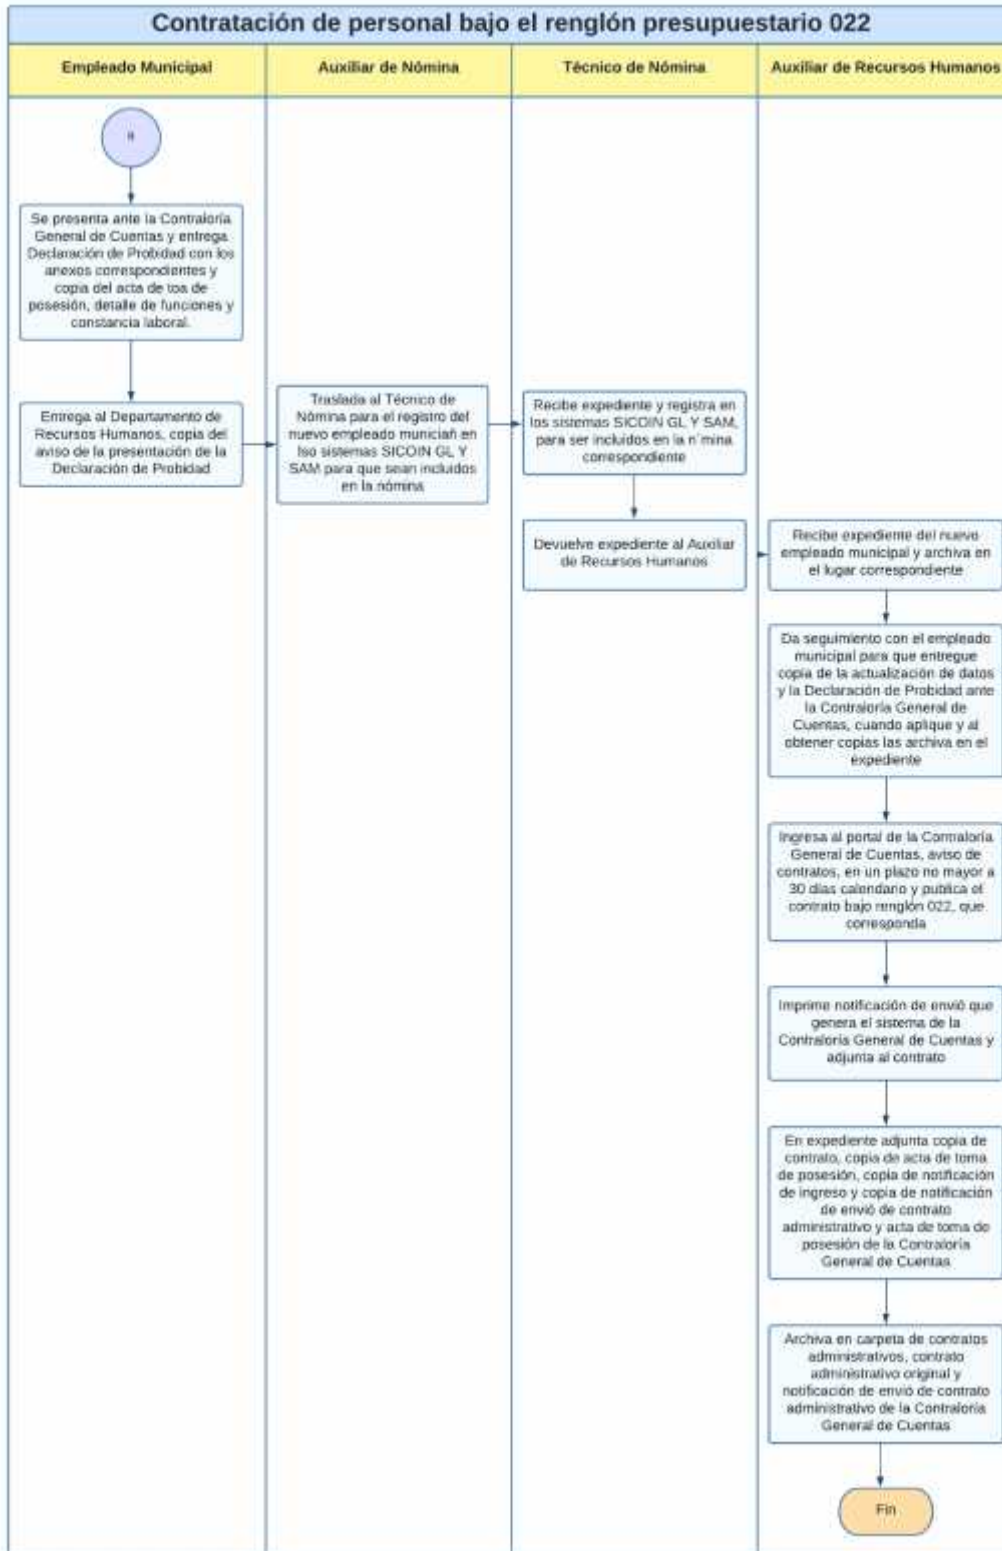 Contratación de personal bajo el renglón presupuestario 022
Empleado Municipal
Auxiliar de Nómina
Técnico de Nómina
Auxiliar de Recursos Humanos
Se presenta ante la Contraloría
General de Cuentas y entrega
Declaración de Probidad con los
anexos correspondientes y
copia del acta de toa de
posesión, detalle de funciones y
constancia laboral.
Entrega al Departamento de
Recursos Humanos, copia del
aviso de la presentación de la
Declaración de Probidad
Traslada al Técnico de
Nómina para el registro del
nuevo empleado municiañ en
lso sistemas SICOIN GL Y
SAM para que sean incluidos
en la nómina
Recibe expediente y registra en
los sistemas SICOIN GL Y SAM,
para ser incluidos en la n´mina
correspondiente
Devuelve expediente al Auxiliar
de Recursos Humanos
Recibe expediente del nuevo
empleado municipal y archiva en
el lugar correspondiente
Da seguimiento con el empleado
municipal para que entregue
copia de la actualización de datos
y la Declaración de Probidad ante
la Contraloría General de
Cuentas, cuando aplique y al
obtener copias las archiva en el
expediente
Ingresa al portal de la Contraloría
General de Cuentas, aviso de
contratos, en un plazo no mayor a
30 días calendario y publica el
contrato bajo renglón 022, que
corresponda
Imprime notificación de envió que
genera el sistema de la
Contraloría General de Cuentas y
adjunta al contrato
En expediente adjunta copia de
contrato, copia de acta de toma
de posesión, copia de notificación
de ingreso y copia de notificación
de envió de contrato
administrativo y acta de toma de
posesión de la Contraloría
General de Cuentas
Archiva en carpeta de contratos
administrativos, contrato
administrativo original y
notificación de envió de contrato
administrativo de la Contraloría
General de Cuentas
Fin